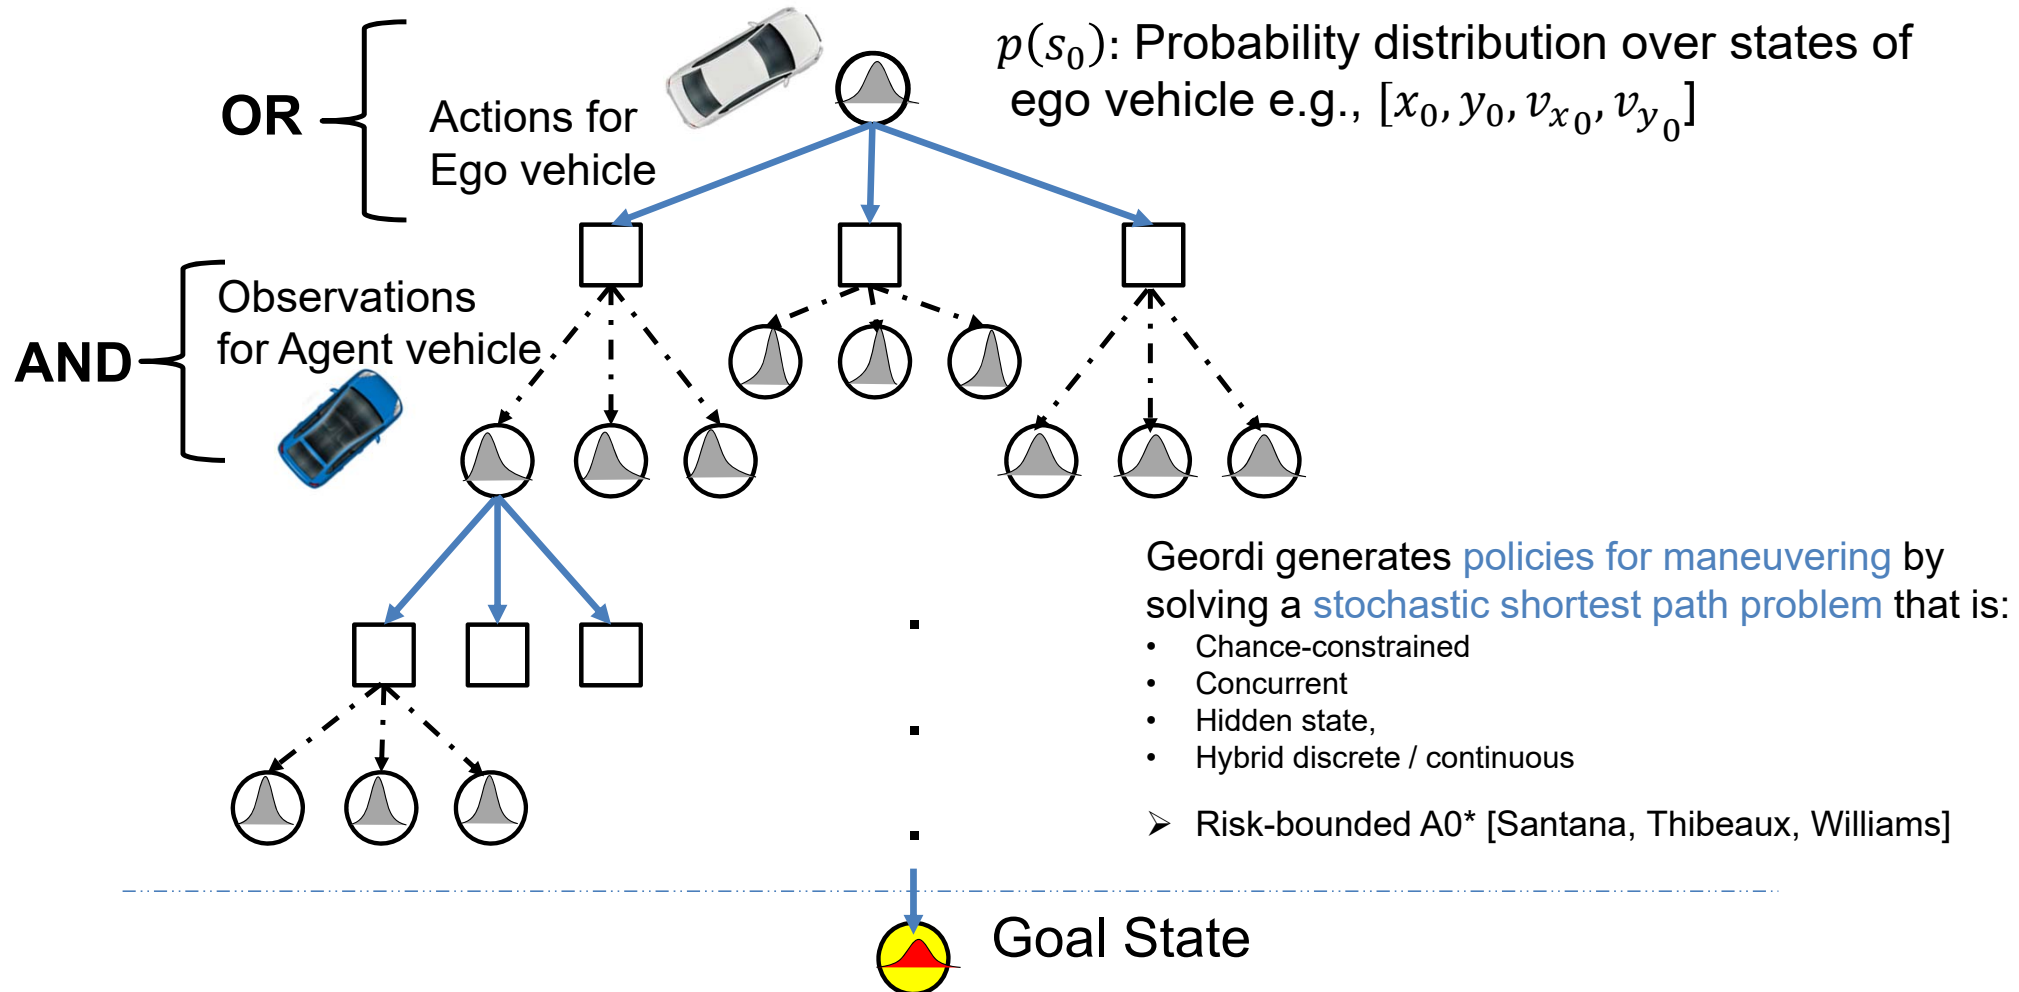 p(s₀): Probability distribution over states of
ego vehicle e.g., [x₀, y₀, v_x₀, v_y₀]
OR
Actions for
Ego vehicle
AND
Observations
for Agent vehicle
Geordi generates policies for maneuvering by
solving a stochastic shortest path problem that is:
• Chance-constrained
• Concurrent
• Hidden state,
• Hybrid discrete / continuous
➢ Risk-bounded A0* [Santana, Thibeaux, Williams]
Goal State